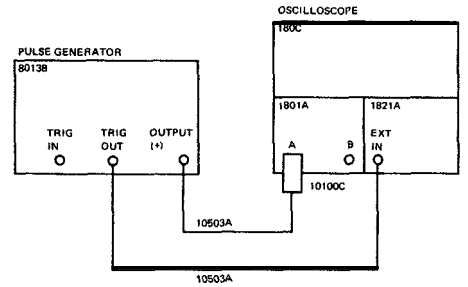 OSCILLOSCOPE
180C
PULSE GENERATOR
8013B
1801A
1821A
TRIG IN
TRIG OUT
OUTPUT (+)
A
B
EXT IN
10100C
10503A
10503A